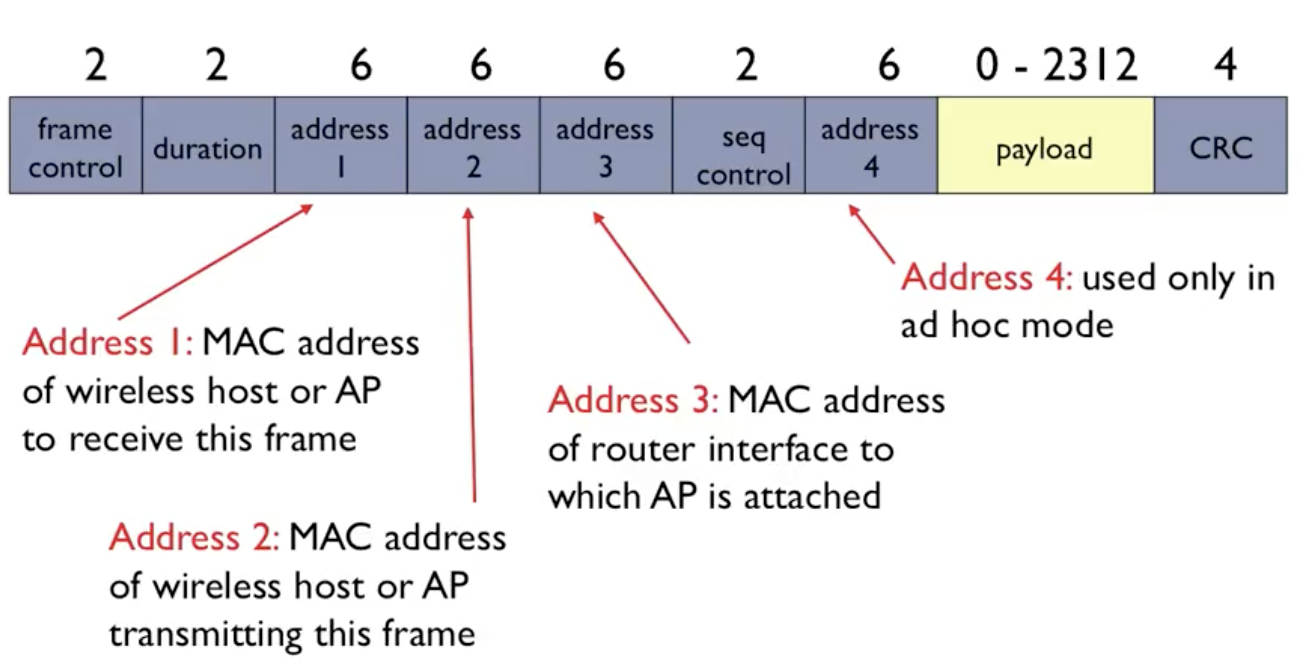 2 2 6 6 6 2 6 0 - 2312 4
frame control
duration
address 1
address 2
address 3
seq control
address 4
payload
CRC
Address 1: MAC address
of wireless host or AP
to receive this frame
Address 2: MAC address
of wireless host or AP
transmitting this frame
Address 3: MAC address
of router interface to
which AP is attached
Address 4: used only in
ad hoc mode